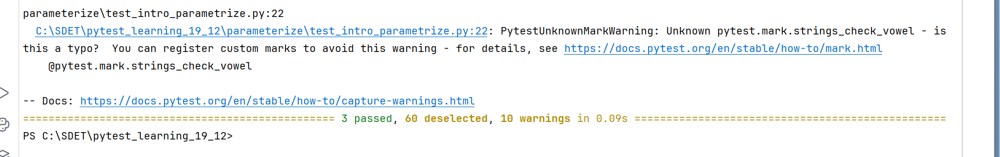 parameterize\test_intro_parametrize.py:22
  C:\SDET\pytest_learning_19_12\parameterize\test_intro_parametrize.py:22: PytestUnknownMarkWarning: Unknown pytest.mark.strings_check_vowel - is
this a typo?  You can register custom marks to avoid this warning - for details, see https://docs.pytest.org/en/stable/how-to/mark.html
    @pytest.mark.strings_check_vowel
-- Docs: https://docs.pytest.org/en/stable/how-to/capture-warnings.html
================================================= 3 passed, 60 deselected, 10 warnings in 0.09s =================================================
PS C:\SDET\pytest_learning_19_12>